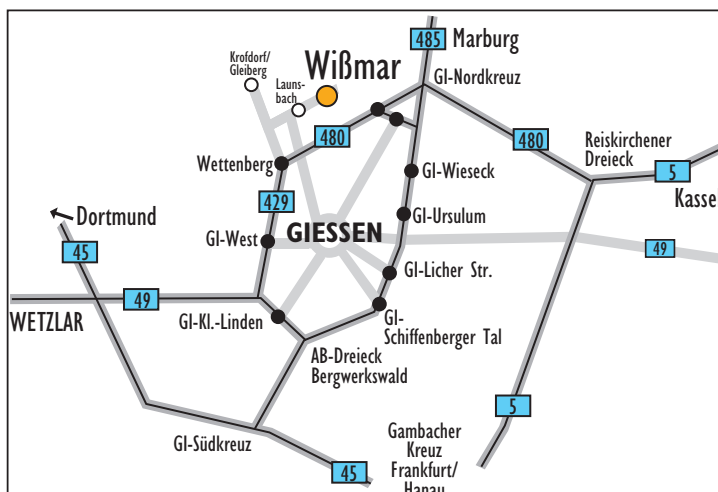 485
Marburg
Krofdorf/
Gleiberg
Wißmar
Launs-
bach
GI-Nordkreuz
480
480
Reiskirchener
Dreieck
Wettenberg
GI-Wieseck
5
Kasse
429
Dortmund
GI-Ursulum
GI-West
GIESSEN
45
49
GI-Licher Str.
49
WETZLAR
GI-Kl.-Linden
GI-
Schiffenberger Tal
AB-Dreieck
Bergwerkswald
5
GI-Südkreuz
Gambacher
Kreuz
Frankfurt/
Hanau
45